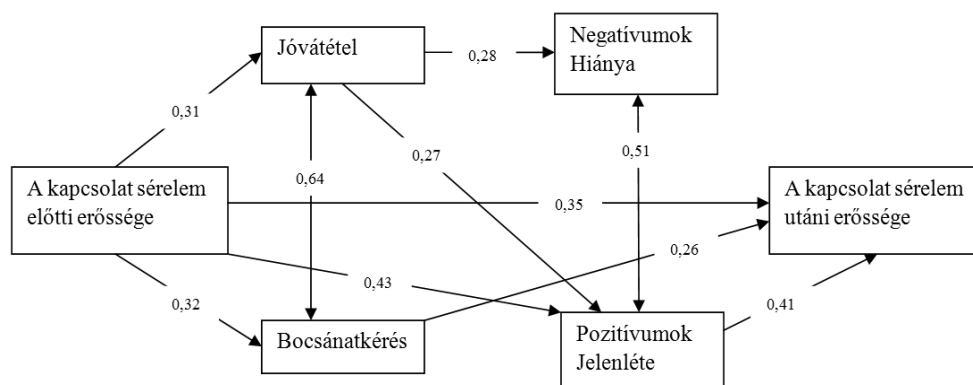 Jóvátétel
Negatívumok
Hiánya
0,28
0,31
0,27
0,51
0,64
A kapcsolat sérelem
előtti erőssége
0,35
A kapcsolat sérelem
utáni erőssége
0,26
0,43
0,32
0,41
Bocsánatkérés
Pozitívumok
Jelenléte